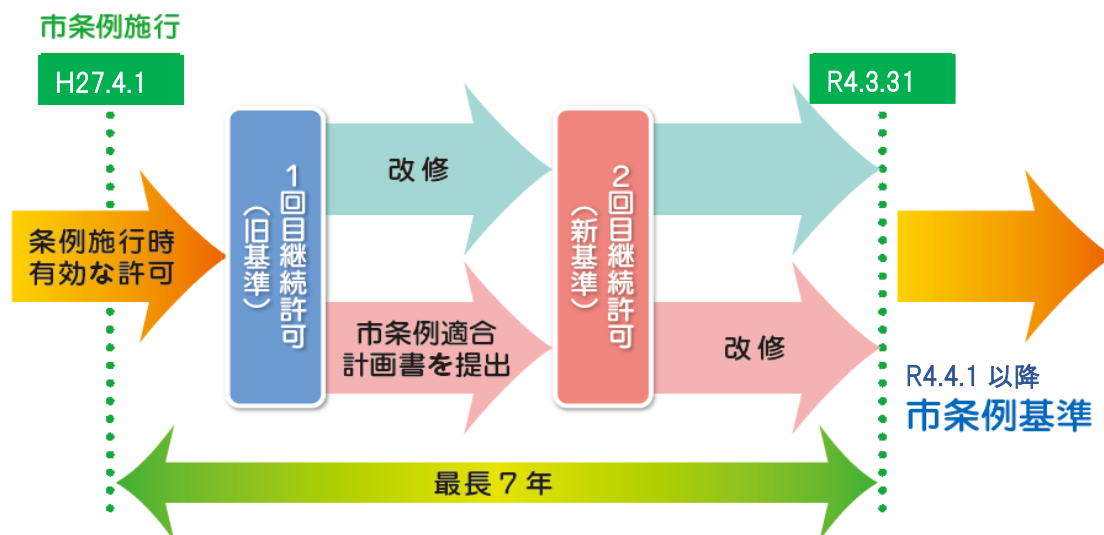 市条例施行
H27.4.1
R4.3.31
条例施行時
有効な許可
1回目継続許可
（旧基準）
改修
市条例適合
計画書を提出
2回目継続許可
（新基準）
改修
R4.4.1 以降
市条例基準
最長7年